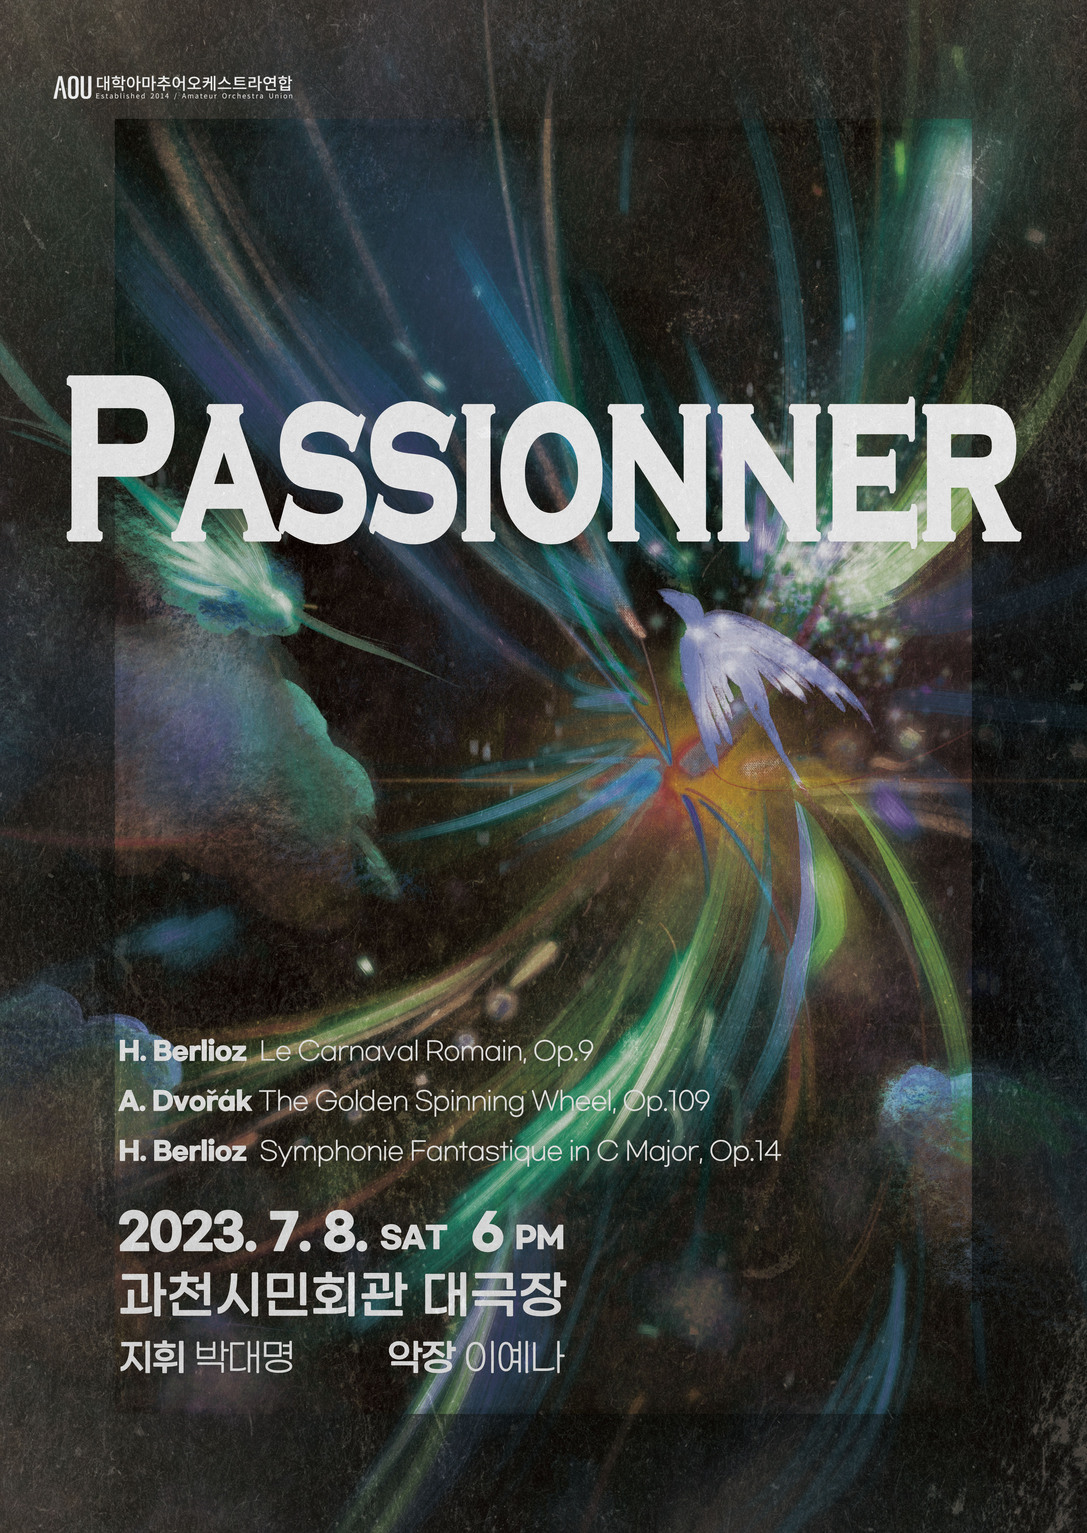 AOU 대학아마추어오케스트라연합
Established 2014 / Amateur Orchestra Union
PASSIONNER
H. Berlioz Le Carnaval Romain, Op.9
A. Dvořák The Golden Spinning Wheel, Op.109
H. Berlioz Symphonie Fantastique in C Major, Op.14
2023. 7. 8. SAT 6 PM
과천시민회관 대극장
지휘 박대명 악장 이예나